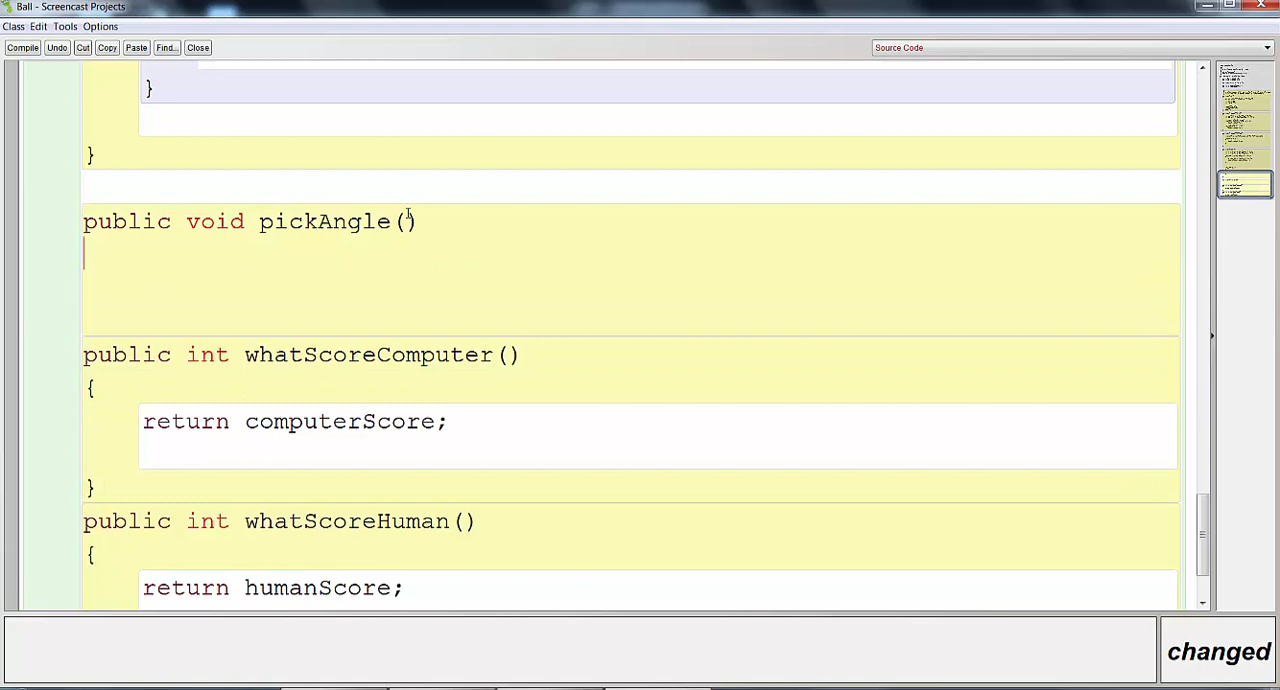 Ball - Screencast Projects
Class Edit Tools Options
Compile Undo Cut Copy Paste Find... Close Source Code
}
}
public void pickAngle()
public int whatScoreComputer()
{
return computerScore;
}
public int whatScoreHuman()
{
return humanScore;
changed